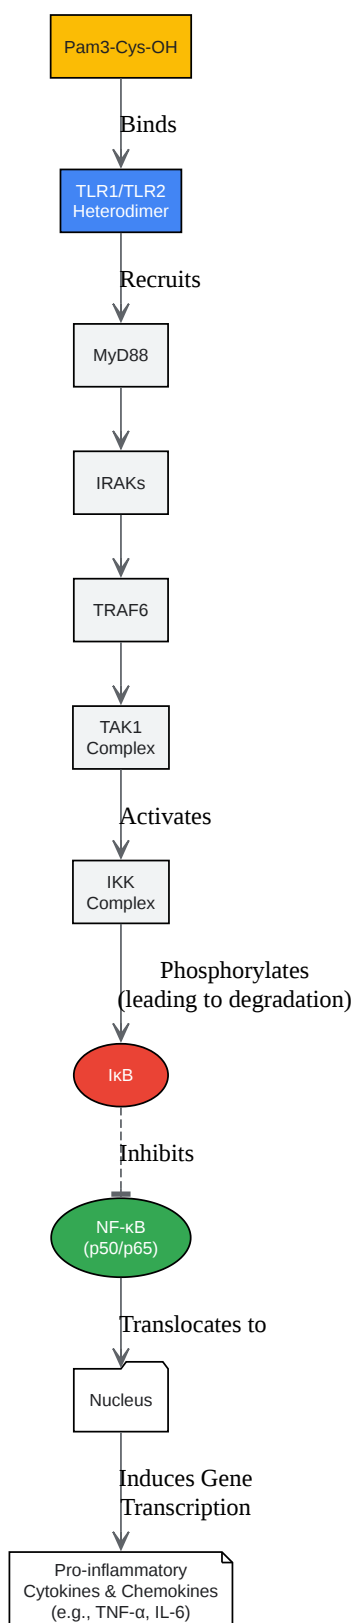 Pam3-Cys-OH
Binds
TLR1/TLR2
Heterodimer
Recruits
MyD88
IRAKs
TRAF6
TAK1
Complex
Activates
IKK
Complex
Phosphorylates
(leading to degradation)
IκB
Inhibits
NF-κB
(p50/p65)
Translocates to
Nucleus
Induces Gene
Transcription
Pro-inflammatory
Cytokines & Chemokines
(e.g., TNF-α, IL-6)